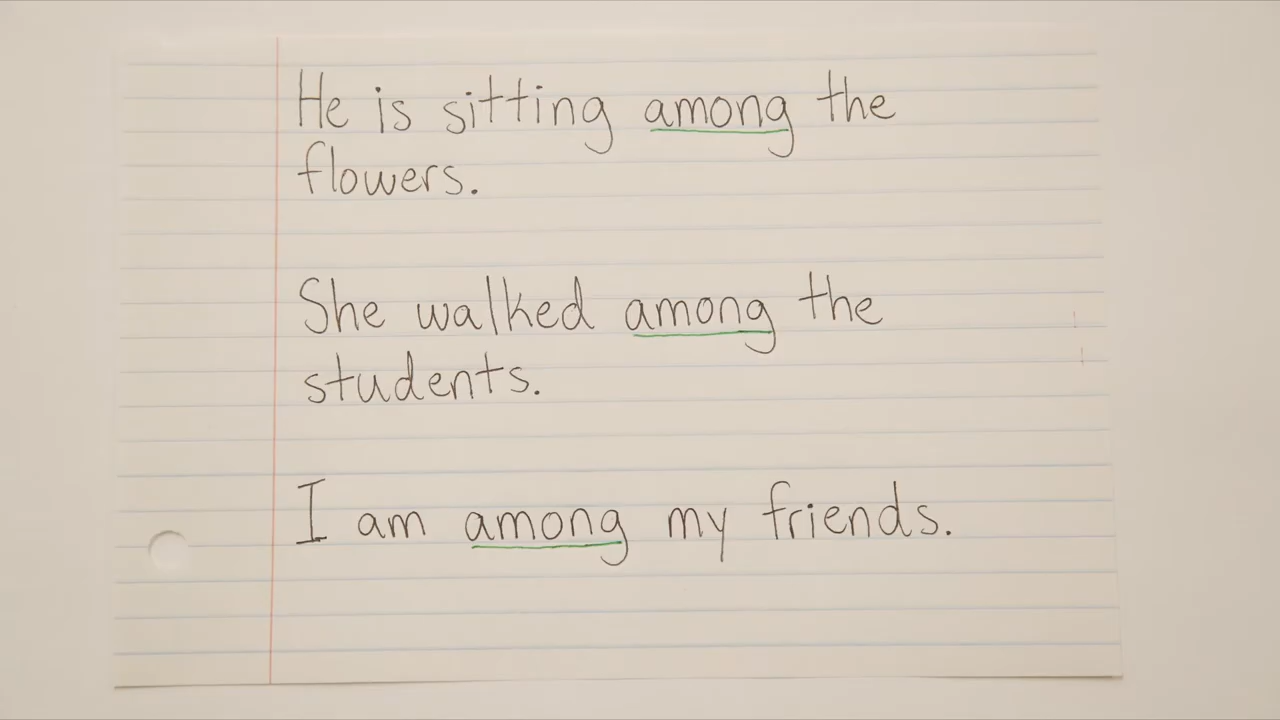 He is sitting among the
flowers.
She walked among the
students.
I am among my friends.